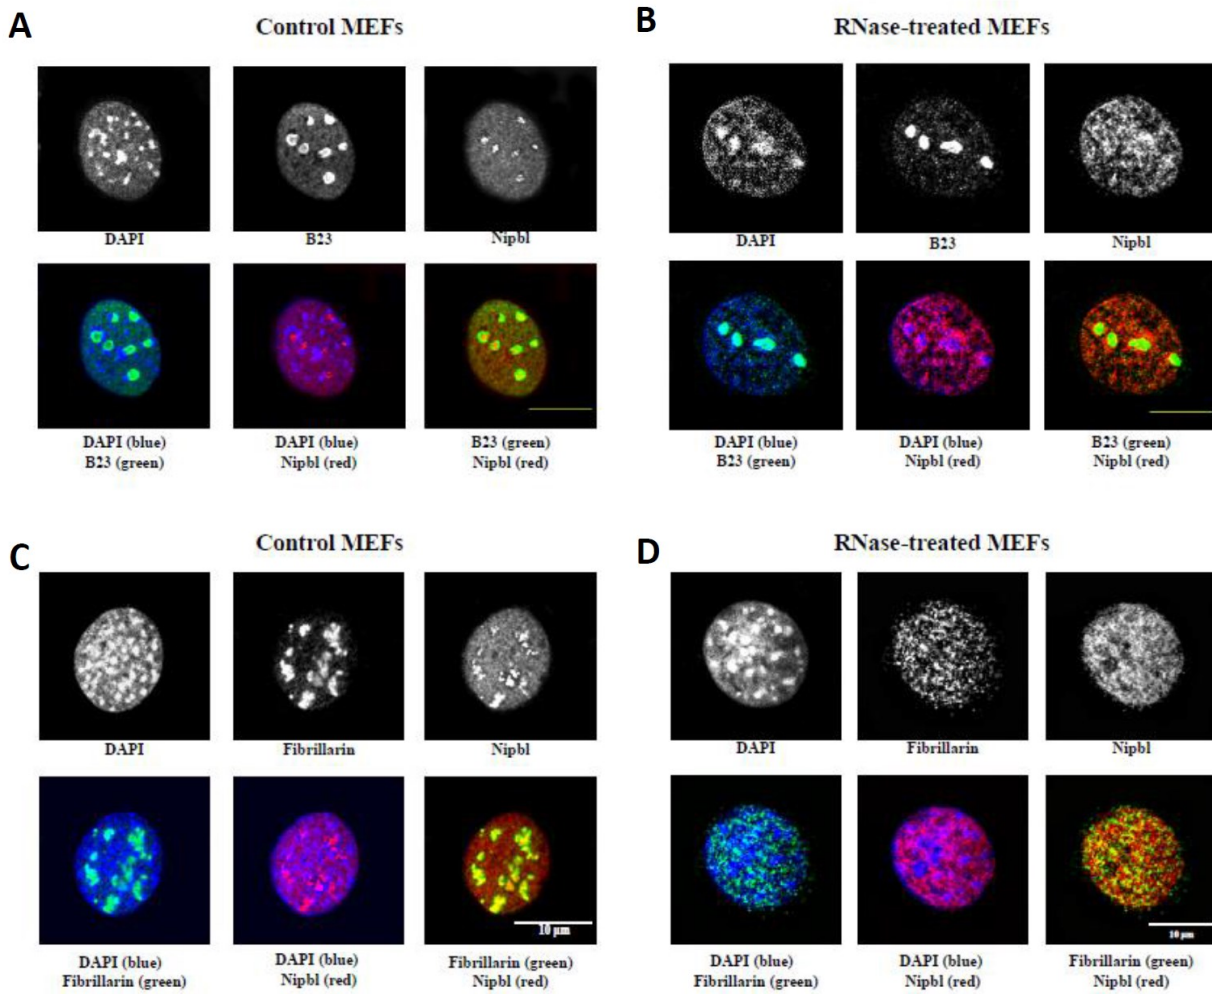 A
Control MEFs
B
RNase-treated MEFs
DAPI
B23
Nipbl
DAPI
B23
Nipbl
DAPI (blue)
B23 (green)
DAPI (blue)
Nipbl (red)
B23 (green)
Nipbl (red)
DAPI (blue)
B23 (green)
DAPI (blue)
Nipbl (red)
B23 (green)
Nipbl (red)
C
Control MEFs
D
RNase-treated MEFs
DAPI
Fibrillarin
Nipbl
DAPI
Fibrillarin
Nipbl
10 µm
10 µm
DAPI (blue)
Fibrillarin (green)
DAPI (blue)
Nipbl (red)
Fibrillarin (green)
Nipbl (red)
DAPI (blue)
Fibrillarin (green)
DAPI (blue)
Nipbl (red)
Fibrillarin (green)
Nipbl (red)